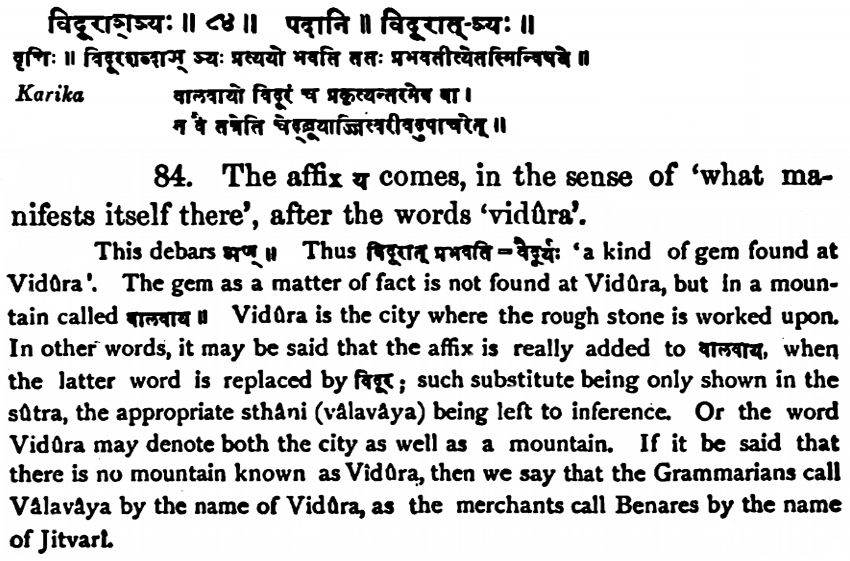 विदूराञ्ञ्यः ॥ ८४ ॥ पदानि ॥ विदूरात्-ञ्यः ॥
वृत्तिः ॥ विदूरशब्दाम् ञ्यः प्रत्ययो भवति ततः प्रभवतीत्येतस्मिन्विषये ॥
Karika वालवायो विदूरं च प्रकृत्यन्तरमेव वा ।
न वै तत्रेति चेद्ब्रूयाज्जित्वरीवदुपाचरेत् ॥
84. The affix य comes, in the sense of ‘what ma-
nifests itself there’, after the words ‘vidûra’.
This debars अण् ॥ Thus विदूरात् प्रभवति = वैदूर्यः ‘a kind of gem found at
Vidûra’. The gem as a matter of fact is not found at Vidûra, but in a moun-
tain called वालवाय ॥ Vidûra is the city where the rough stone is worked upon.
In other words, it may be said that the affix is really added to वालवाय, when
the latter word is replaced by विदूर ; such substitute being only shown in the
sûtra, the appropriate sthâni (vâlavâya) being left to inference. Or the word
Vidûra may denote both the city as well as a mountain. If it be said that
there is no mountain known as Vidûra, then we say that the Grammarians call
Vâlavâya by the name of Vidûra, as the merchants call Benares by the name
of Jitvarî.